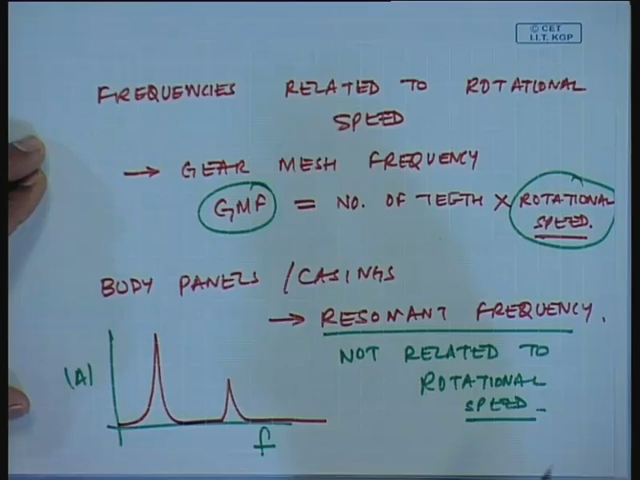 © CET
I.I.T. KGP
FREQUENCIES RELATED TO ROTATIONAL
SPEED
→ GEAR MESH FREQUENCY
GMF = NO. OF TEETH × ROTATIONAL
SPEED.
BODY PANELS / CASINGS
→ RESONANT FREQUENCY.
NOT RELATED TO
ROTATIONAL
SPEED.
|A|
f